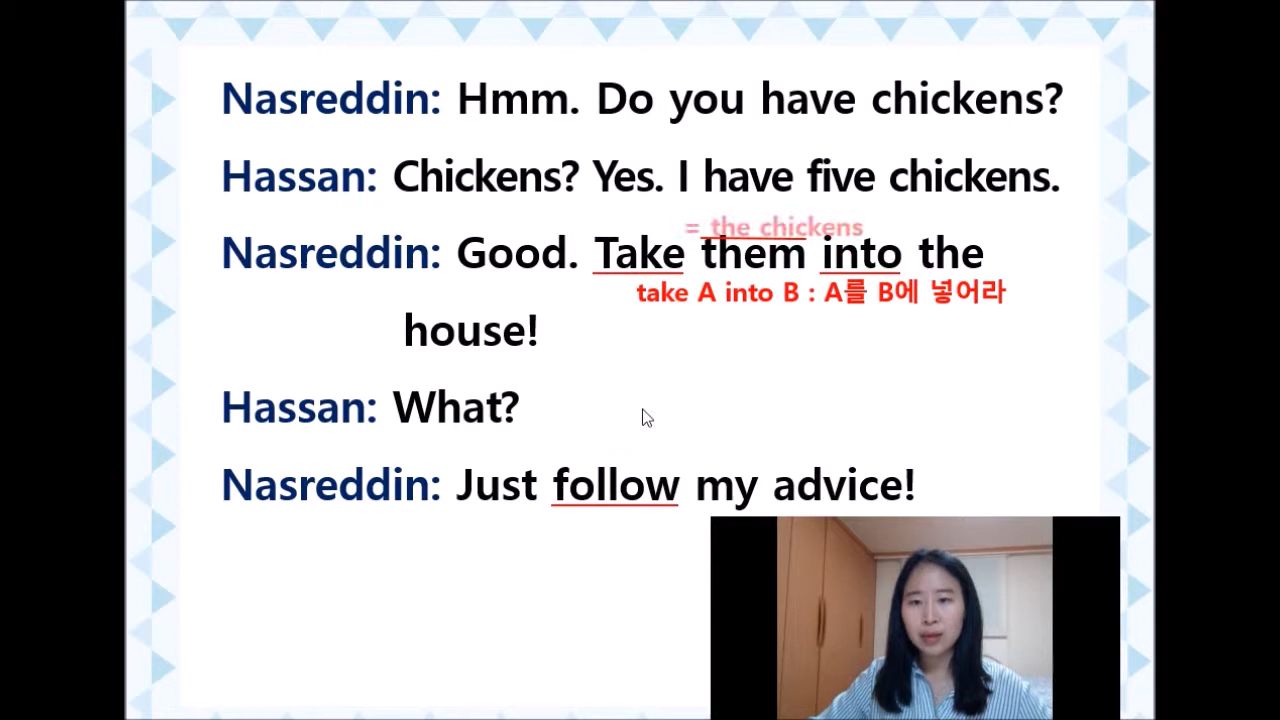 Nasreddin: Hmm. Do you have chickens?
Hassan: Chickens? Yes. I have five chickens.
= the chickens
Nasreddin: Good. Take them into the
take A into B : A를 B에 넣어라
house!
Hassan: What?
Nasreddin: Just follow my advice!